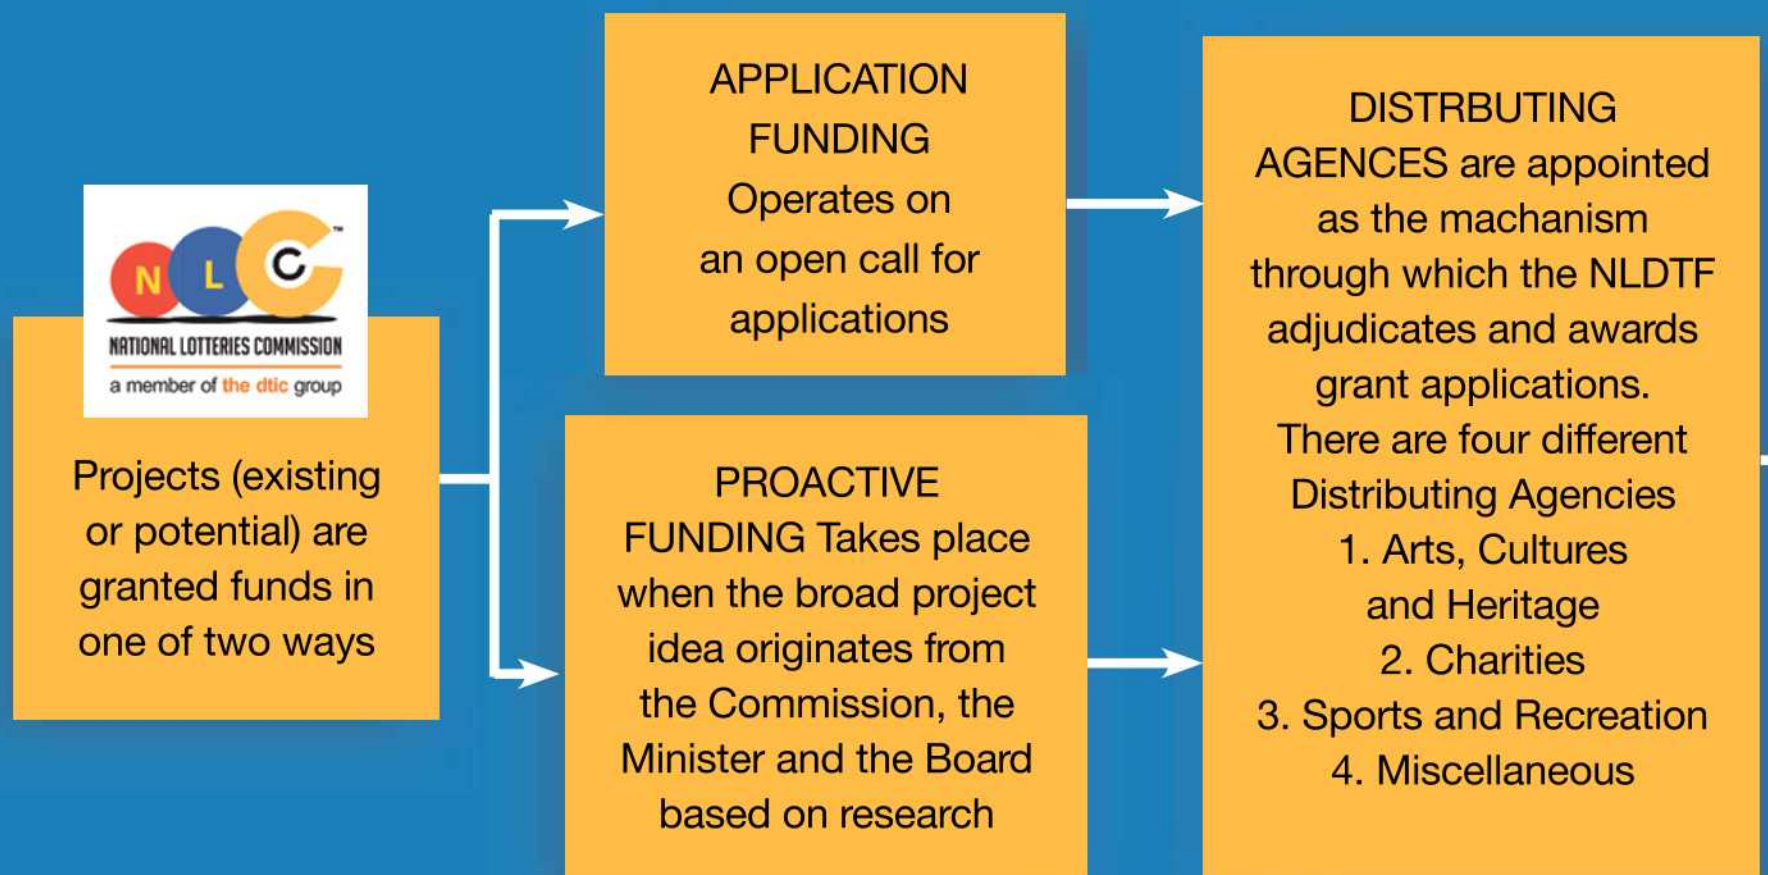 N L C
C
™
NATIONAL LOTTERIES COMMISSION
a member of the dtic group
Projects (existing
or potential) are
granted funds in
one of two ways
APPLICATION
FUNDING
Operates on
an open call for
applications
PROACTIVE
FUNDING Takes place
when the broad project
idea originates from
the Commission, the
Minister and the Board
based on research
DISTRBUTING
AGENCES are appointed
as the machanism
through which the NLDTF
adjudicates and awards
grant applications.
There are four different
Distributing Agencies
1. Arts, Cultures
and Heritage
2. Charities
3. Sports and Recreation
4. Miscellaneous